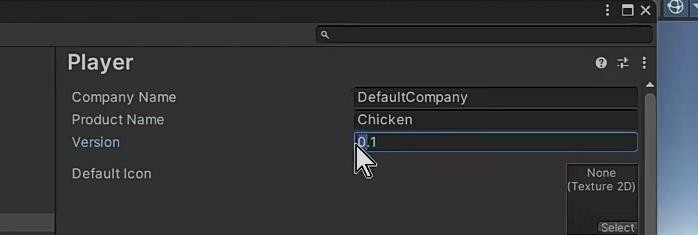 Player
Company Name DefaultCompany
Product Name Chicken
Version 0.1
Default Icon None
(Texture 2D)
Select